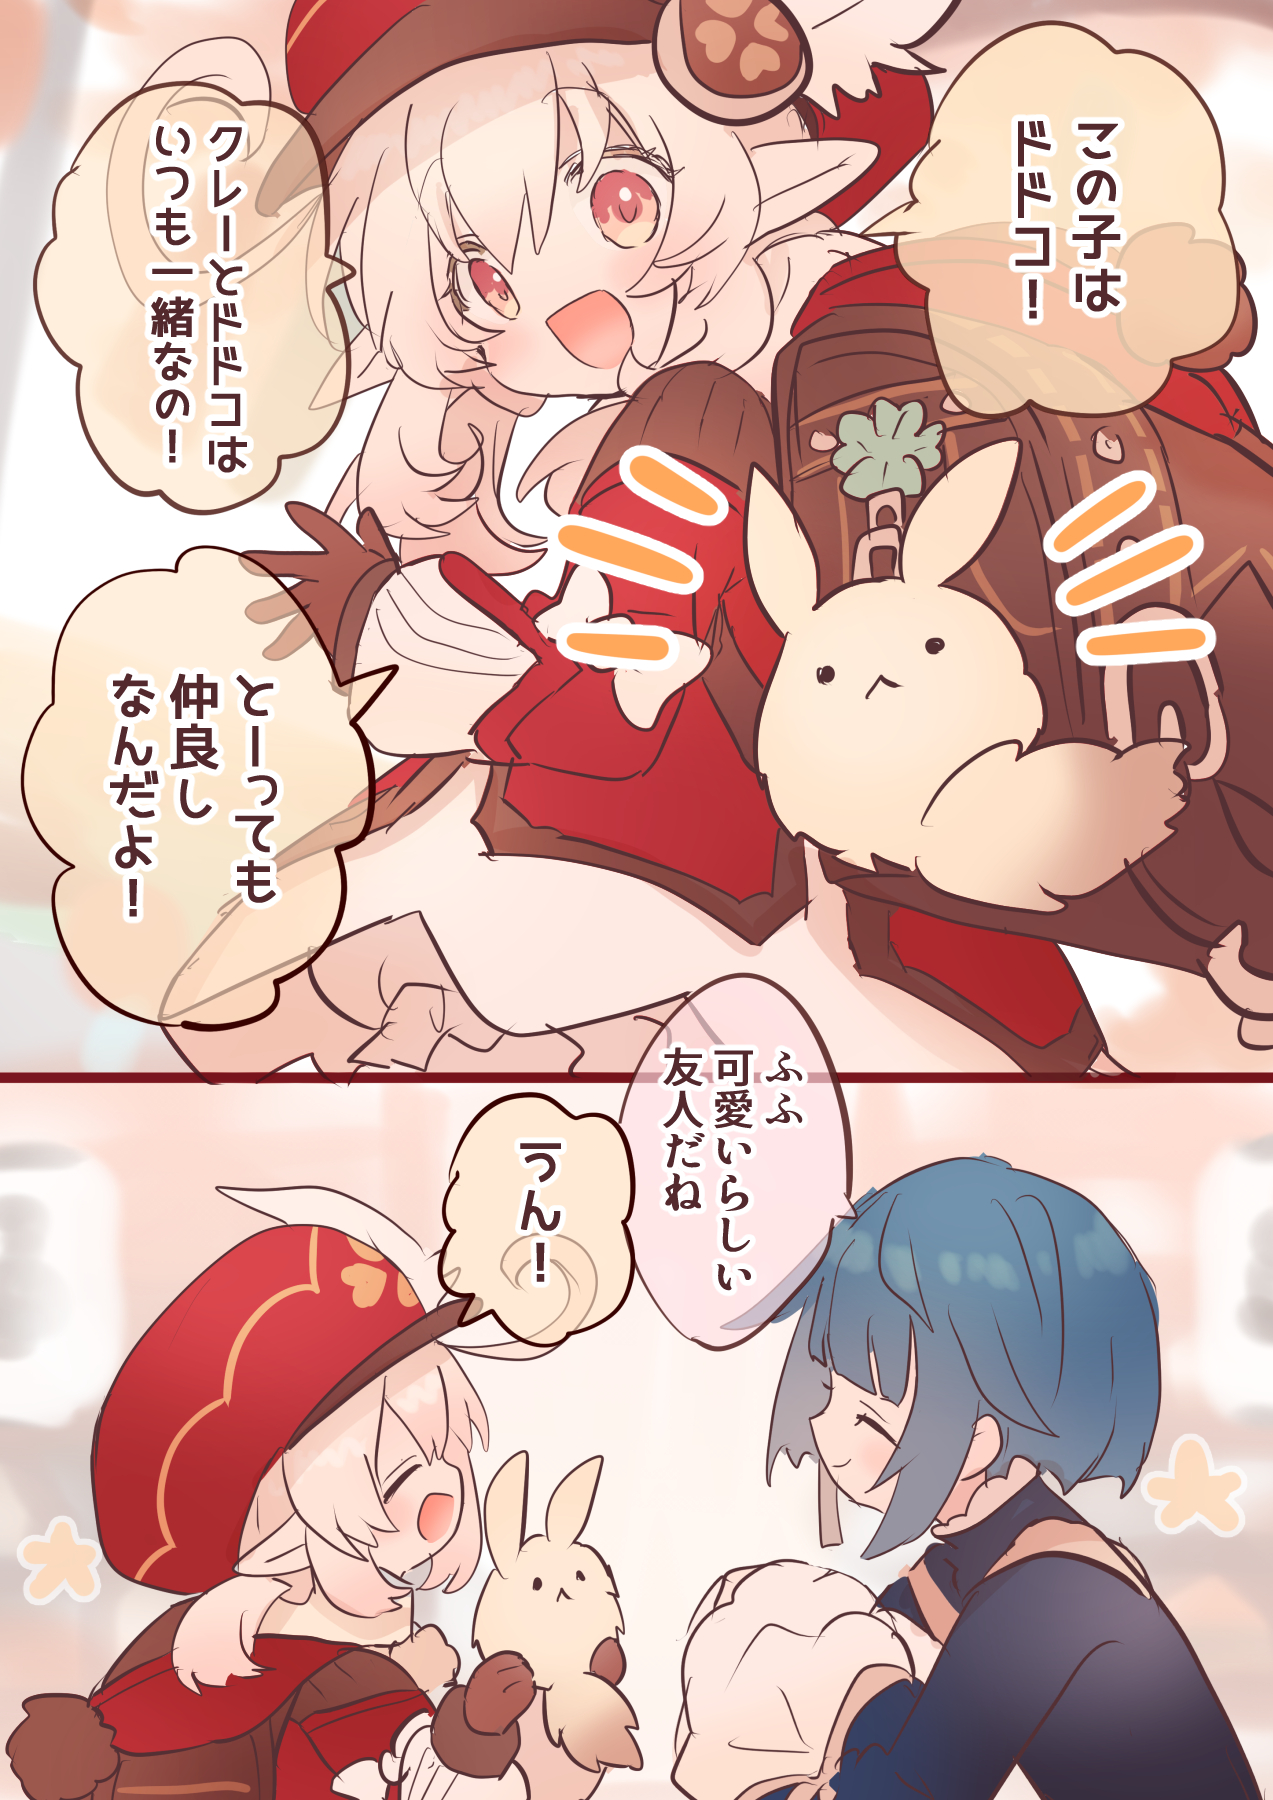 この子は
ドドコ！
クレーとドドコは
いつも一緒なの！
とーっても
仲良し
なんだよ！
ふふ
可愛いらしい
友人だね
うん！